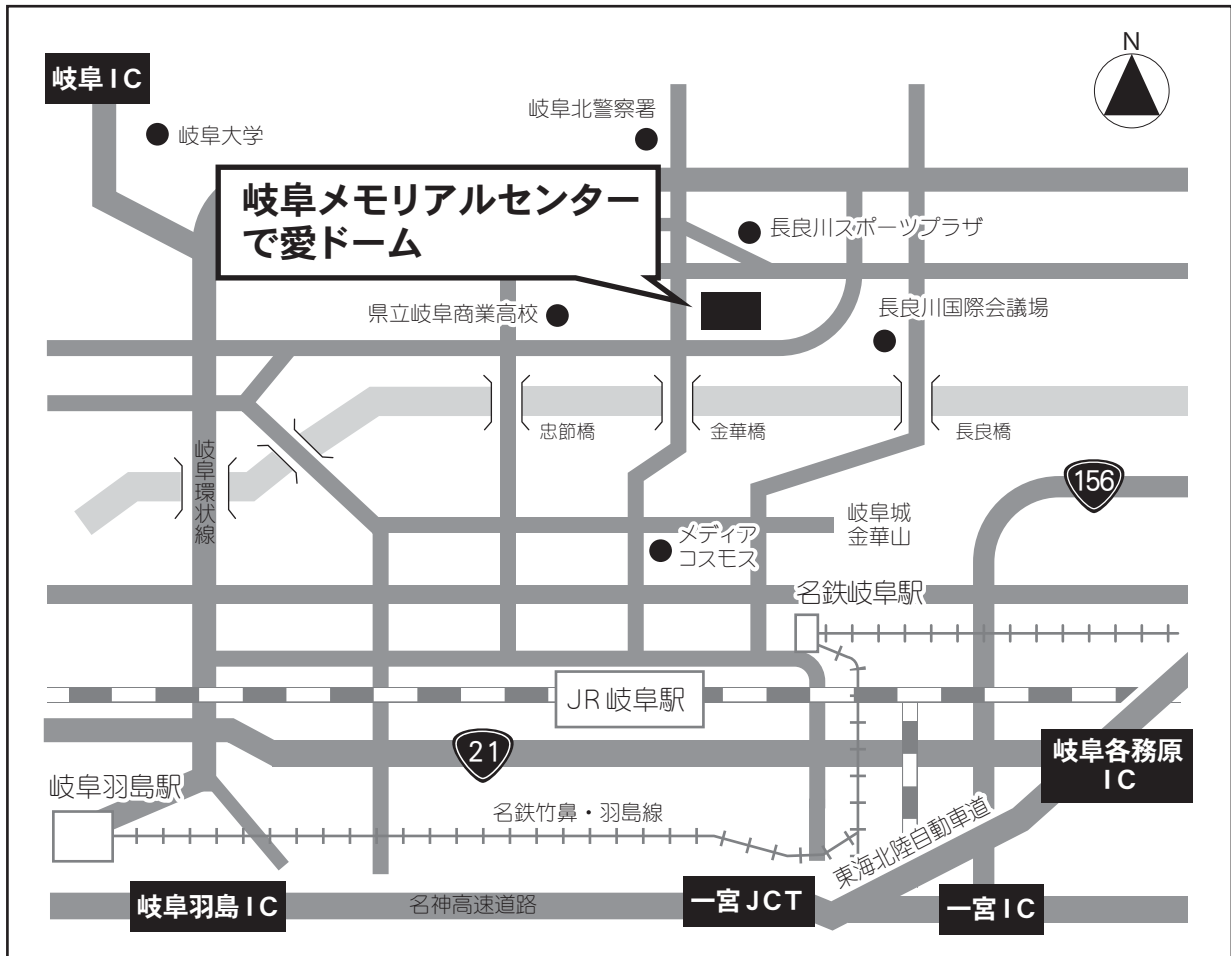 N
岐阜IC
岐阜大学
岐阜北警察署
岐阜メモリアルセンター
で愛ドーム
長良川スポーツプラザ
県立岐阜商業高校
長良川国際会議場
忠節橋
金華橋
長良橋
岐阜環状線
156
岐阜城
金華山
メディア
コスモス
名鉄岐阜駅
JR岐阜駅
21
岐阜各務原
IC
岐阜羽島駅
名鉄竹鼻・羽島線
東海北陸自動車道
岐阜羽島IC
名神高速道路
一宮JCT
一宮IC